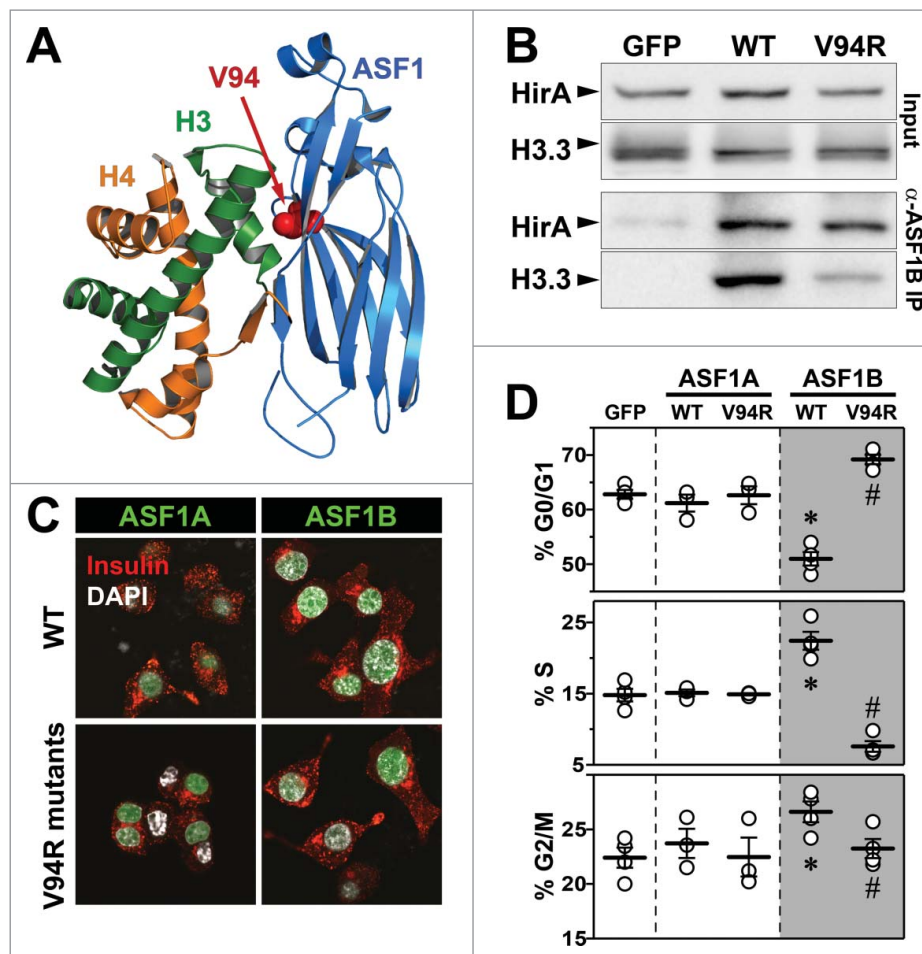 A
V94
ASF1
H3
H4
B
GFP WT V94R
HirA
H3.3
Input
HirA
H3.3
α-ASF1B IP
C
ASF1A ASF1B
Insulin
DAPI
WT
V94R mutants
D
ASF1A ASF1B
GFP WT V94R WT V94R
% G0/G1
70
60
50
*
#
% S
25
15
5
*
#
% G2/M
25
20
15
*
#